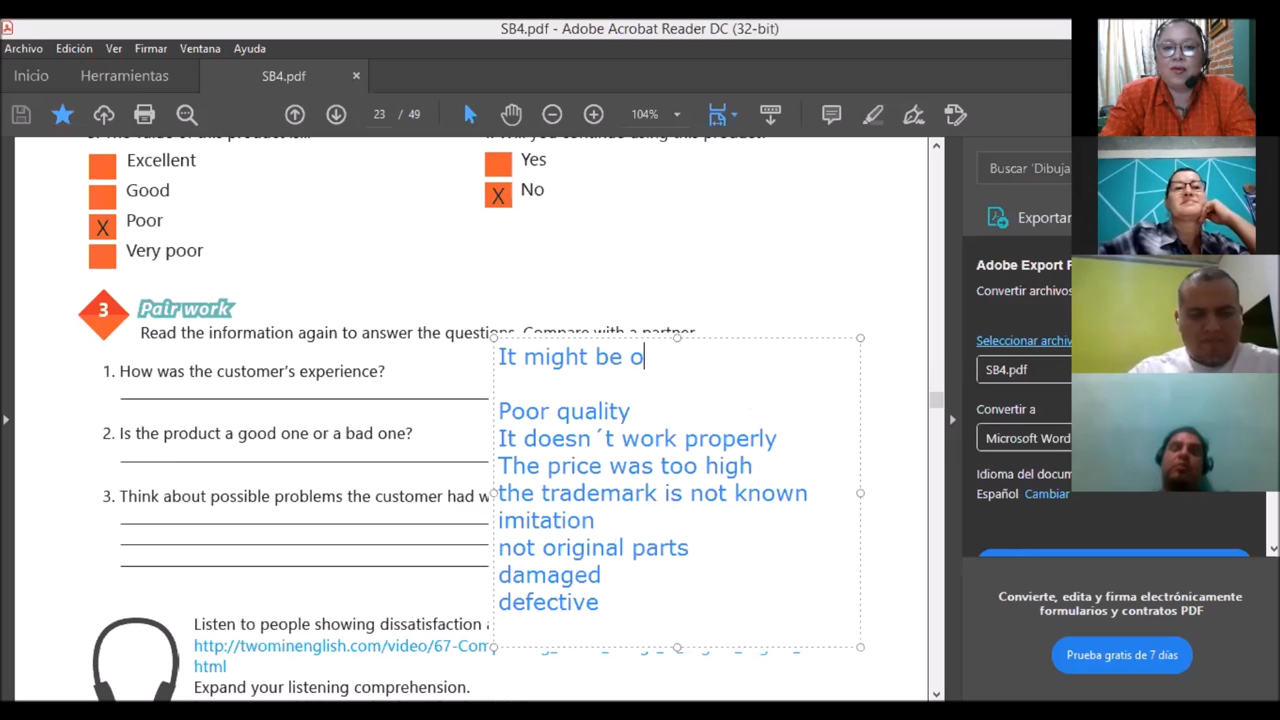 SB4.pdf - Adobe Acrobat Reader DC (32-bit)
Archivo Edición Ver Firmar Ventana Ayuda
Inicio Herramientas SB4.pdf ×
23 / 49 104%
Excellent
Good
X Poor
Very poor
Yes
X No
3 Pair work
Read the information again to answer the questions. Compare with a partner
1. How was the customer's experience?
2. Is the product a good one or a bad one?
3. Think about possible problems the customer had w
It might be o
Poor quality
It doesn´t work properly
The price was too high
the trademark is not known
imitation
not original parts
damaged
defective
Listen to people showing dissatisfaction
http://twominenglish.com/video/67-Com
html
Expand your listening comprehension.
Buscar 'Dibuja
Exportar
Adobe Export
Convertir archivos
Seleccionar archivo
SB4.pdf
Convertir a
Microsoft Word
Idioma del docum
Español Cambiar
Convierte, edita y firma electrónicamente
formularios y contratos PDF
Prueba gratis de 7 días